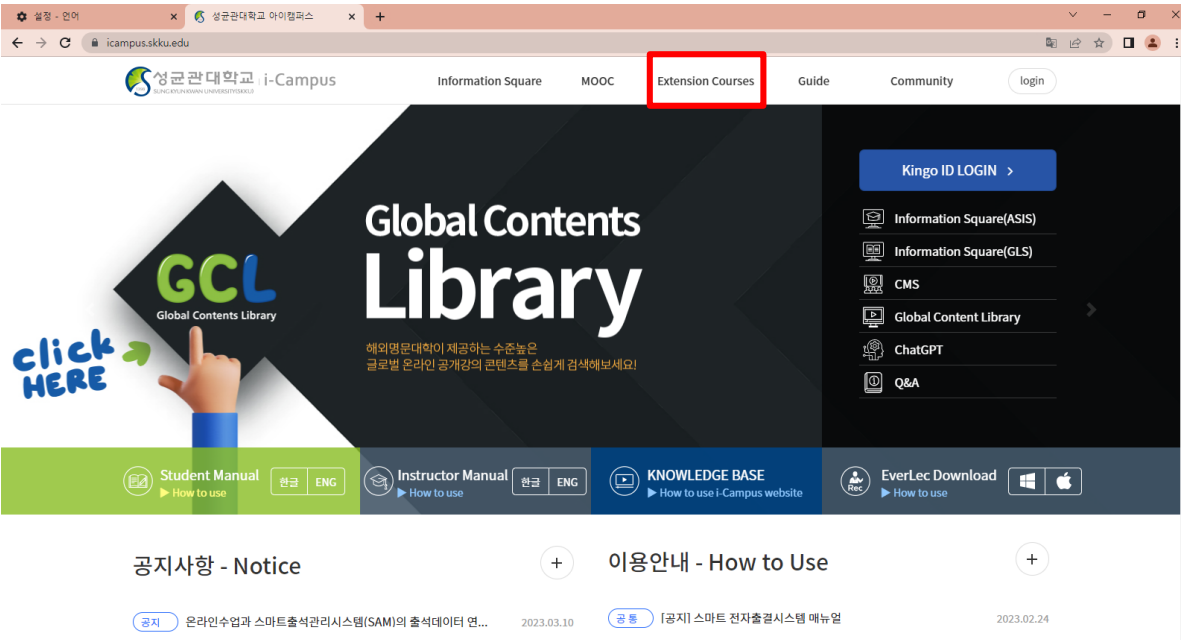 설정 - 언어
성균관대학교 아이캠퍼스
icampus.skku.edu
성균관대학교 i-Campus
SUNGKYUNKWAN UNIVERSITY(SKKU)
Information Square
MOOC
Extension Courses
Guide
Community
login
Global Contents
Library
해외명문대학이 제공하는 수준높은
글로벌 온라인 공개강의 콘텐츠를 손쉽게 검색해보세요!
GCL
Global Contents Library
click
HERE
Kingo ID LOGIN >
Information Square(ASIS)
Information Square(GLS)
CMS
Global Content Library
ChatGPT
Q&A
Student Manual
▶ How to use
한글 ENG
Instructor Manual
▶ How to use
한글 ENG
KNOWLEDGE BASE
▶ How to use i-Campus website
Rec
EverLec Download
▶ How to use
공지사항 - Notice
+
공지 온라인수업과 스마트출석관리시스템(SAM)의 출석데이터 연... 2023.03.10
이용안내 - How to Use
+
공통 [공지] 스마트 전자출결시스템 매뉴얼 2023.02.24